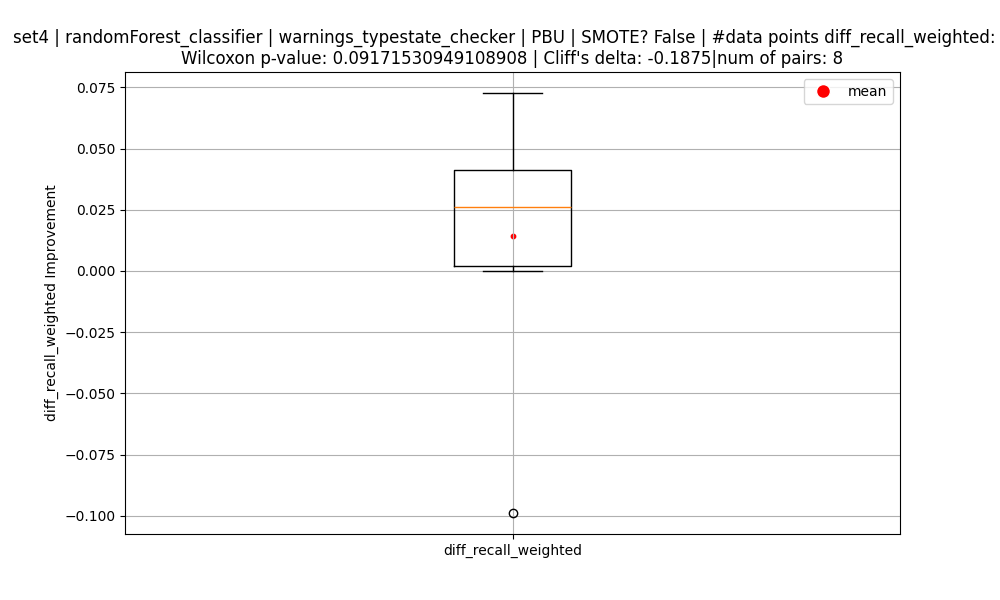 set4 | randomForest_classifier | warnings_typestate_checker | PBU | SMOTE? False | #data points diff_recall_weighted:
Wilcoxon p-value: 0.09171530949108908 | Cliff's delta: -0.1875|num of pairs: 8
mean
0.075
0.050
0.025
0.000
−0.025
−0.050
−0.075
−0.100
diff_recall_weighted Improvement
diff_recall_weighted